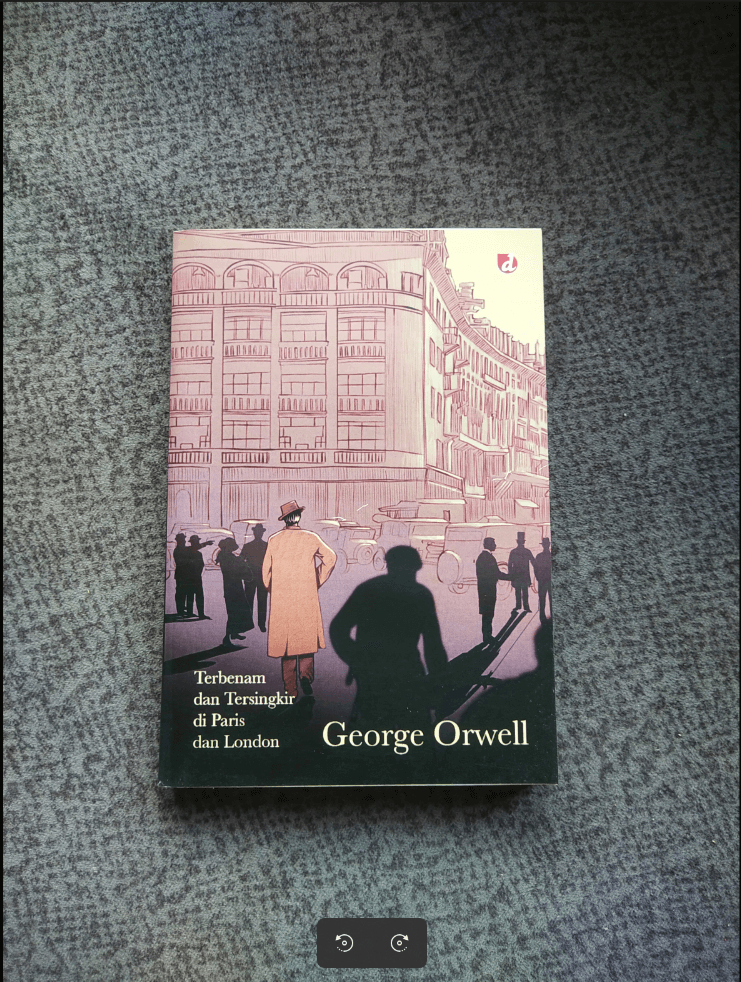 d
Terbenam
dan Tersingkir
di Paris
dan London
George Orwell